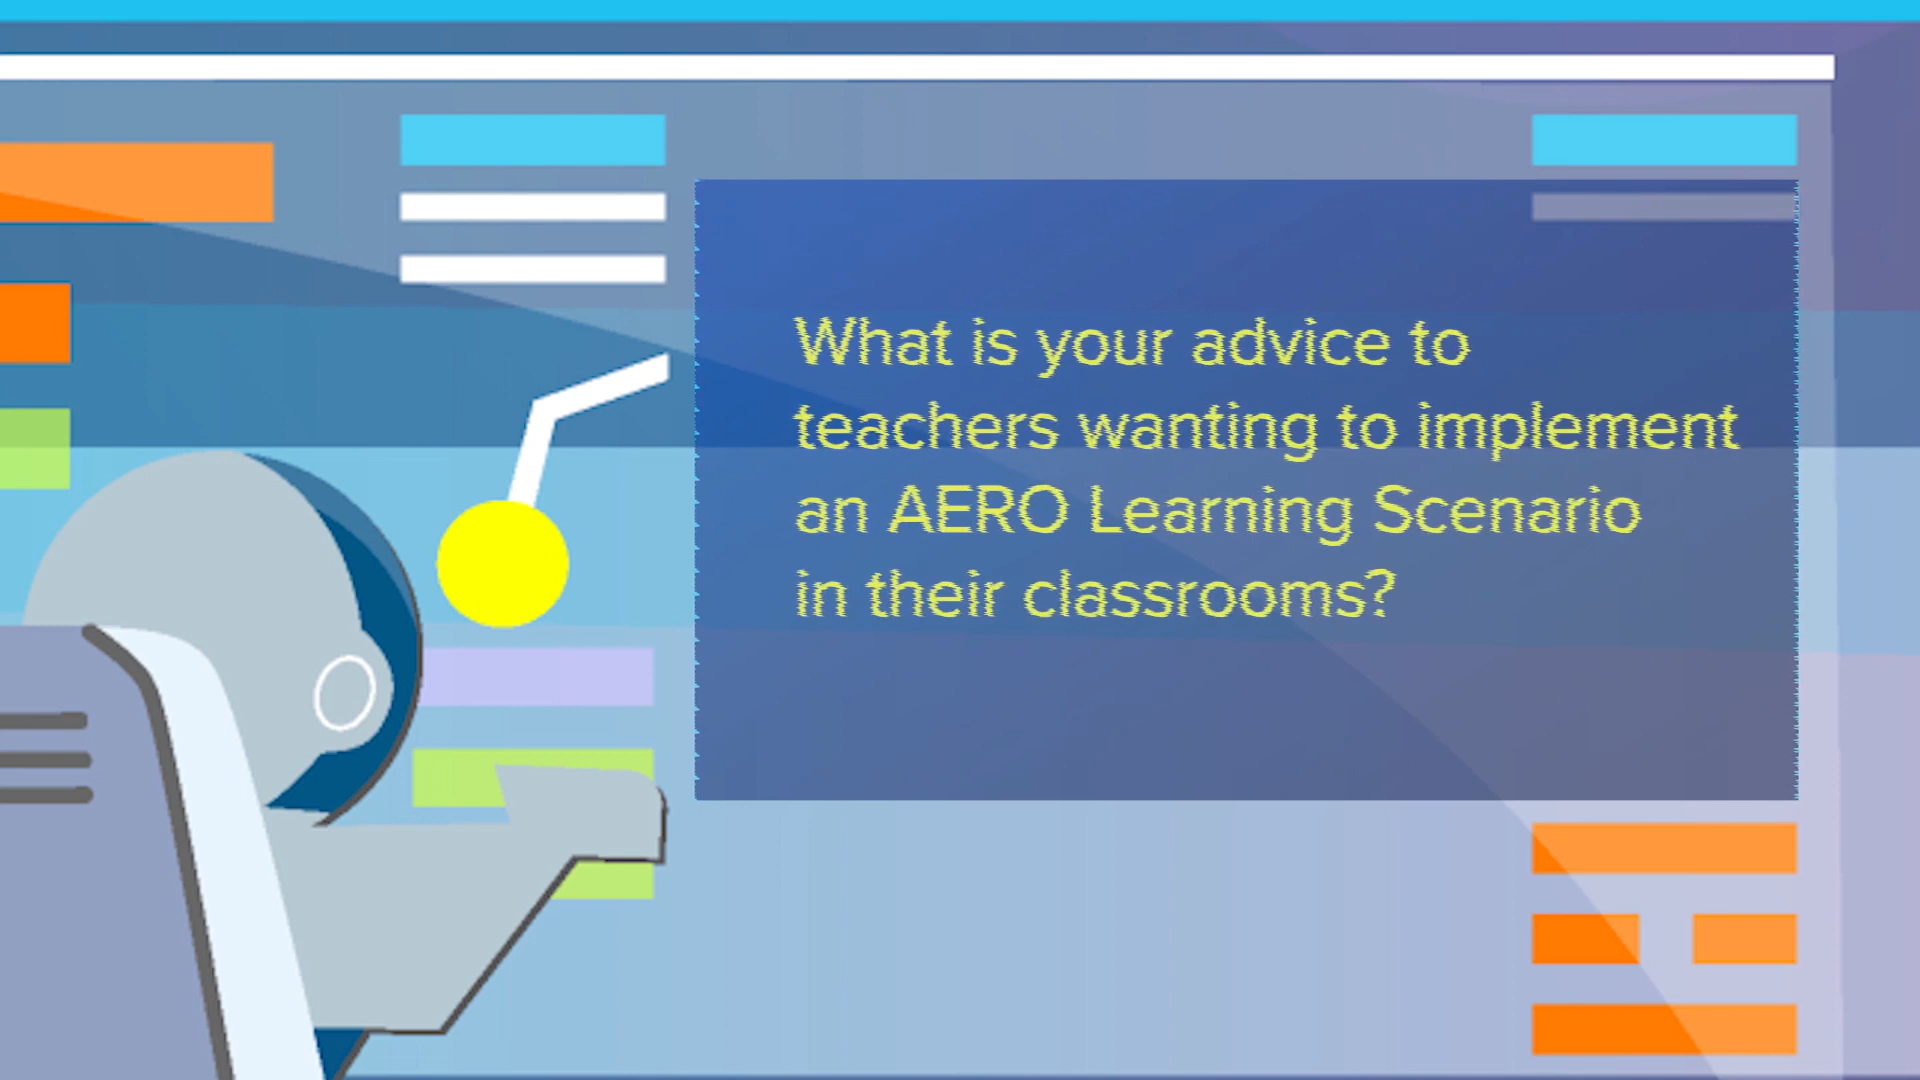 What is your advice to
teachers wanting to implement
an AERO Learning Scenario
in their classrooms?